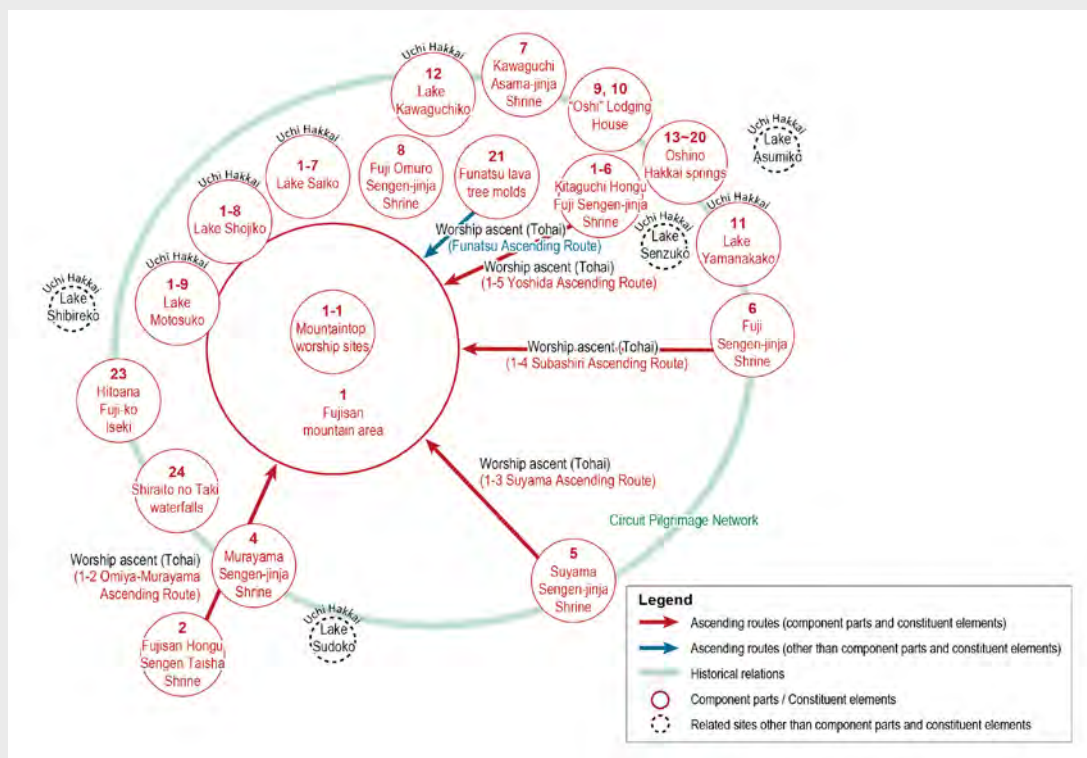 Uchi Hakkai
12
Lake
Kawaguchiko
7
Kawaguchi
Asama-jinja
Shrine
9, 10
"Oshi" Lodging
House
Uchi Hakkai
13~20
Oshino
Hakkai springs
Uchi Hakkai
Lake
Asumiko
Uchi Hakkai
1-7
Lake Saiko
8
Fuji Omuro
Sengen-jinja
Shrine
21
Funatsu lava
tree molds
1-6
Kitaguchi Hongu
Fuji Sengen-jinja
Shrine
Uchi Hakkai
Lake
Senzuko
Uchi Hakkai
11
Lake
Yamanakako
Uchi Hakkai
1-8
Lake Shojiko
Worship ascent (Tohai)
(Funatsu Ascending Route)
Worship ascent (Tohai)
(1-5 Yoshida Ascending Route)
Uchi Hakkai
1-9
Lake
Motosuko
Uchi Hakkai
Lake
Shibireko
1-1
Mountaintop
worship sites
1
Fujisan
mountain area
Worship ascent (Tohai)
(1-4 Subashiri Ascending Route)
6
Fuji
Sengen-jinja
Shrine
23
Hitoana
Fuji-ko
Iseki
24
Shiraito no Taki
waterfalls
Worship ascent (Tohai)
(1-3 Suyama Ascending Route)
Circuit Pilgrimage Network
Worship ascent (Tohai)
(1-2 Omiya-Murayama
Ascending Route)
4
Murayama
Sengen-jinja
Shrine
5
Suyama
Sengen-jinja
Shrine
2
Fujisan Hongu
Sengen Taisha
Shrine
Uchi Hakkai
Lake
Sudoko
Legend
Ascending routes (component parts and constituent elements)
Ascending routes (other than component parts and constituent elements)
Historical relations
Component parts / Constituent elements
Related sites other than component parts and constituent elements